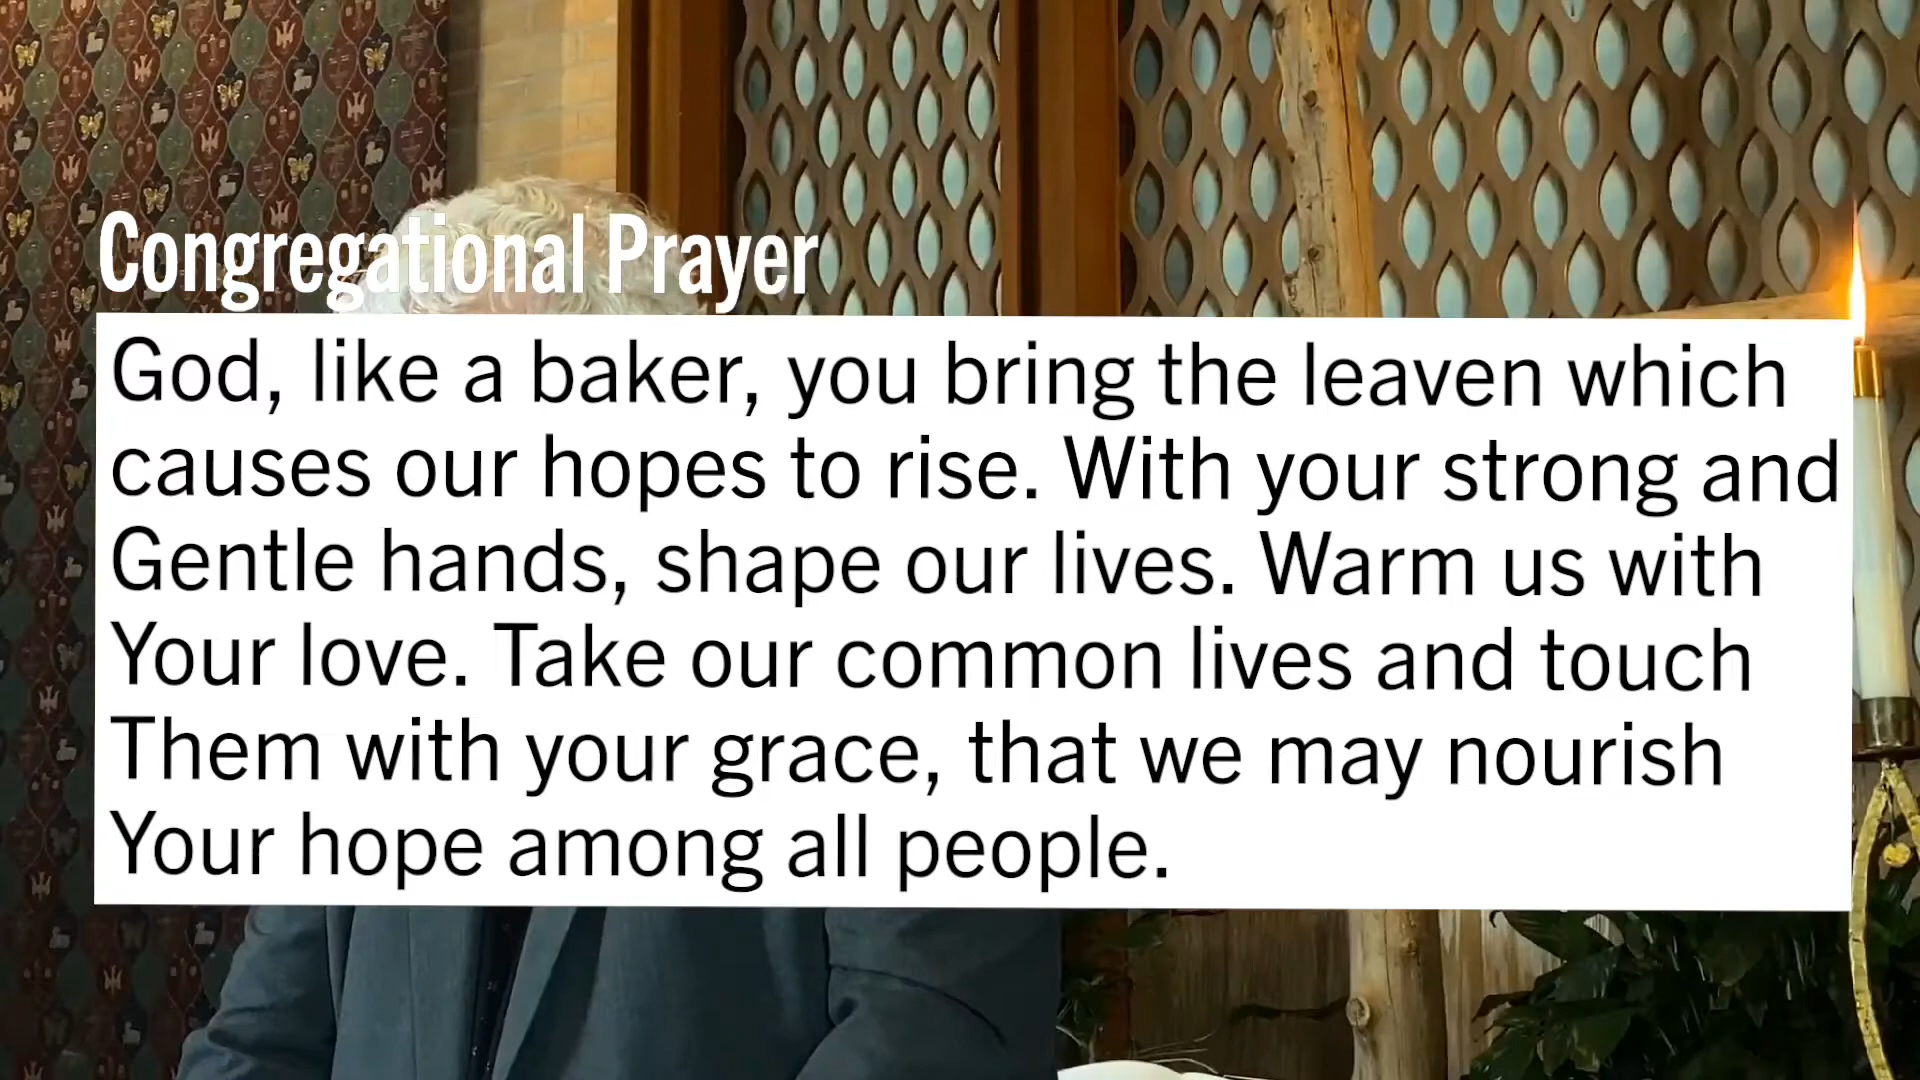 Congregational Prayer
God, like a baker, you bring the leaven which
causes our hopes to rise. With your strong and
Gentle hands, shape our lives. Warm us with
Your love. Take our common lives and touch
Them with your grace, that we may nourish
Your hope among all people.